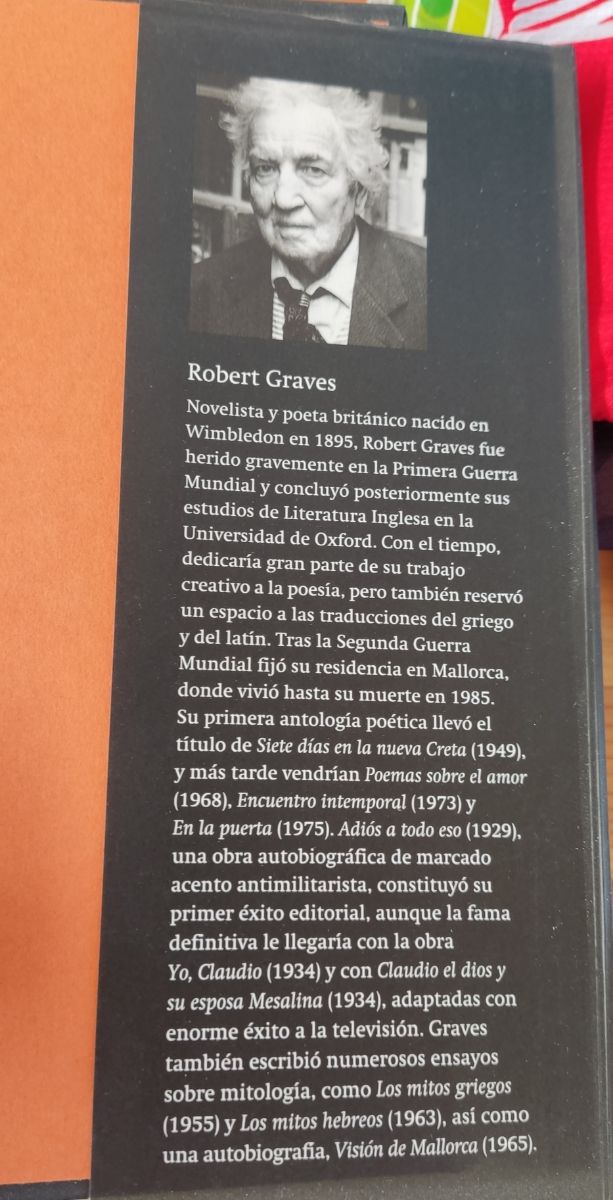 Robert Graves
Novelista y poeta británico nacido en
Wimbledon en 1895, Robert Graves fue
herido gravemente en la Primera Guerra
Mundial y concluyó posteriormente sus
estudios de Literatura Inglesa en la
Universidad de Oxford. Con el tiempo,
dedicaría gran parte de su trabajo
creativo a la poesía, pero también reservó
un espacio a las traducciones del griego
y del latín. Tras la Segunda Guerra
Mundial fijó su residencia en Mallorca,
donde vivió hasta su muerte en 1985.
Su primera antología poética llevó el
título de Siete días en la nueva Creta (1949),
y más tarde vendrían Poemas sobre el amor
(1968), Encuentro intemporal (1973) y
En la puerta (1975). Adiós a todo eso (1929),
una obra autobiográfica de marcado
acento antimilitarista, constituyó su
primer éxito editorial, aunque la fama
definitiva le llegaría con la obra
Yo, Claudio (1934) y con Claudio el dios y
su esposa Mesalina (1934), adaptadas con
enorme éxito a la televisión. Graves
también escribió numerosos ensayos
sobre mitología, como Los mitos griegos
(1955) y Los mitos hebreos (1963), así como
una autobiografía, Visión de Mallorca (1965).